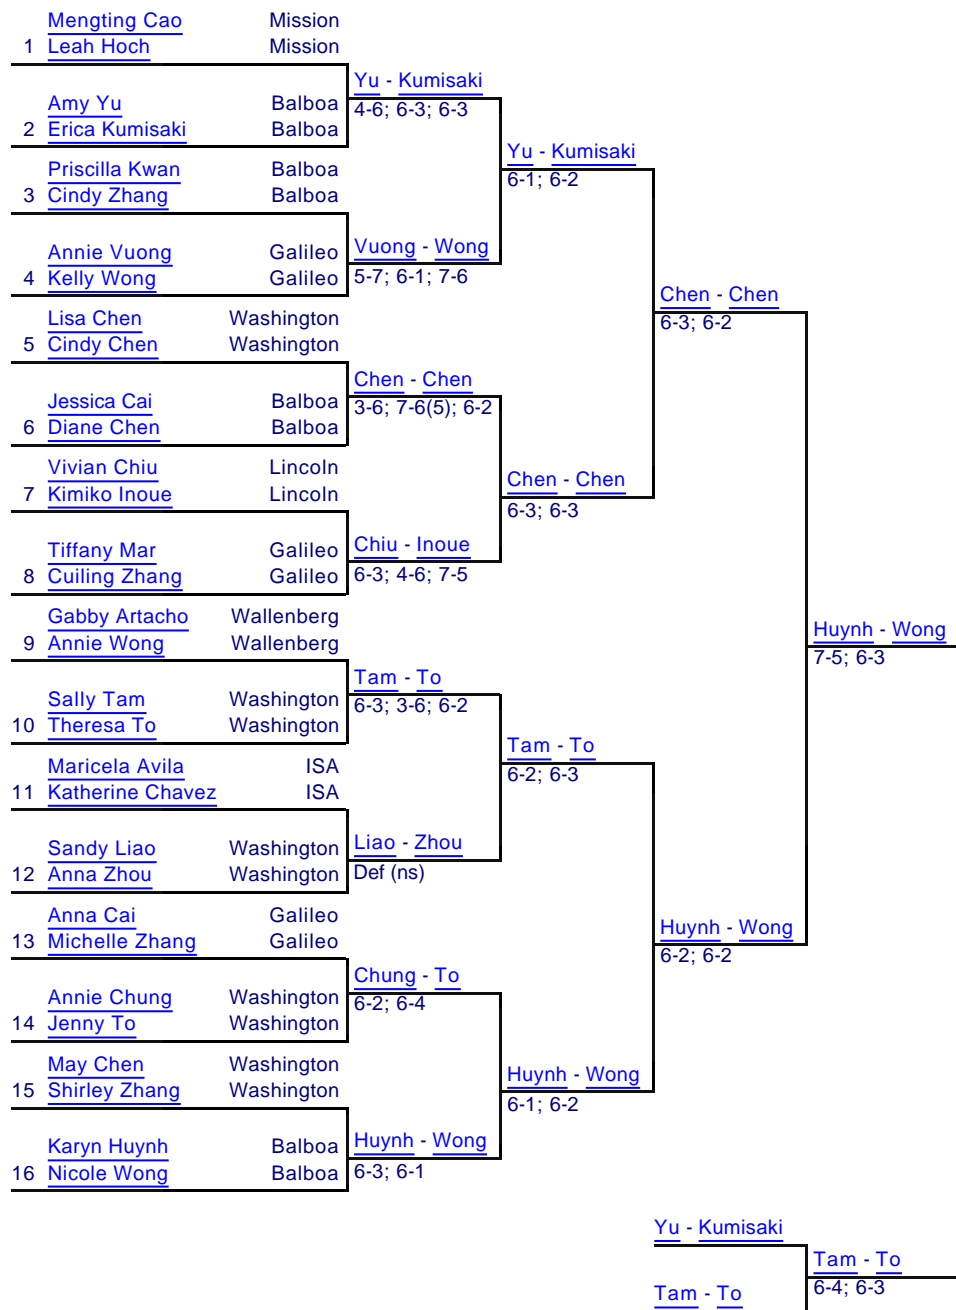 Mengting Cao Mission
1 Leah Hoch Mission
Yu - Kumisaki
4-6; 6-3; 6-3
Amy Yu Balboa
2 Erica Kumisaki Balboa
Yu - Kumisaki
6-1; 6-2
Priscilla Kwan Balboa
3 Cindy Zhang Balboa
Vuong - Wong
5-7; 6-1; 7-6
Annie Vuong Galileo
4 Kelly Wong Galileo
Chen - Chen
6-3; 6-2
Lisa Chen Washington
5 Cindy Chen Washington
Chen - Chen
3-6; 7-6(5); 6-2
Jessica Cai Balboa
6 Diane Chen Balboa
Chen - Chen
6-3; 6-3
Vivian Chiu Lincoln
7 Kimiko Inoue Lincoln
Chiu - Inoue
6-3; 4-6; 7-5
Tiffany Mar Galileo
8 Cuiling Zhang Galileo
Huynh - Wong
7-5; 6-3
Gabby Artacho Wallenberg
9 Annie Wong Wallenberg
Tam - To
6-3; 3-6; 6-2
Sally Tam Washington
10 Theresa To Washington
Tam - To
6-2; 6-3
Maricela Avila ISA
11 Katherine Chavez ISA
Liao - Zhou
Def (ns)
Sandy Liao Washington
12 Anna Zhou Washington
Huynh - Wong
6-2; 6-2
Anna Cai Galileo
13 Michelle Zhang Galileo
Chung - To
6-2; 6-4
Annie Chung Washington
14 Jenny To Washington
Huynh - Wong
6-1; 6-2
May Chen Washington
15 Shirley Zhang Washington
Huynh - Wong
6-3; 6-1
Karyn Huynh Balboa
16 Nicole Wong Balboa
Yu - Kumisaki
Tam - To
6-4; 6-3
Tam - To